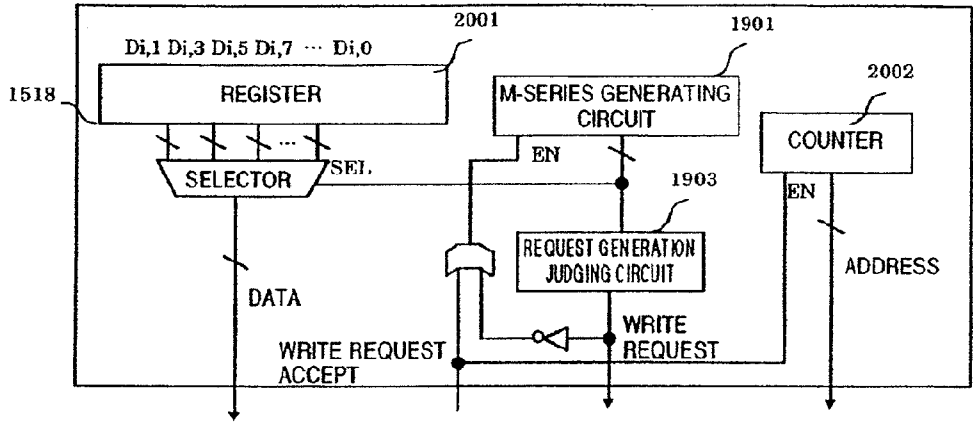 2001
Di,1 Di,3 Di,5 Di,7 ··· Di,0
1901
2002
1518
REGISTER
M-SERIES GENERATING
CIRCUIT
COUNTER
···
EN
SEL
SELECTOR
1903
EN
REQUEST GENERATION
JUDGING CIRCUIT
ADDRESS
DATA
WRITE REQUEST
ACCEPT
WRITE
REQUEST